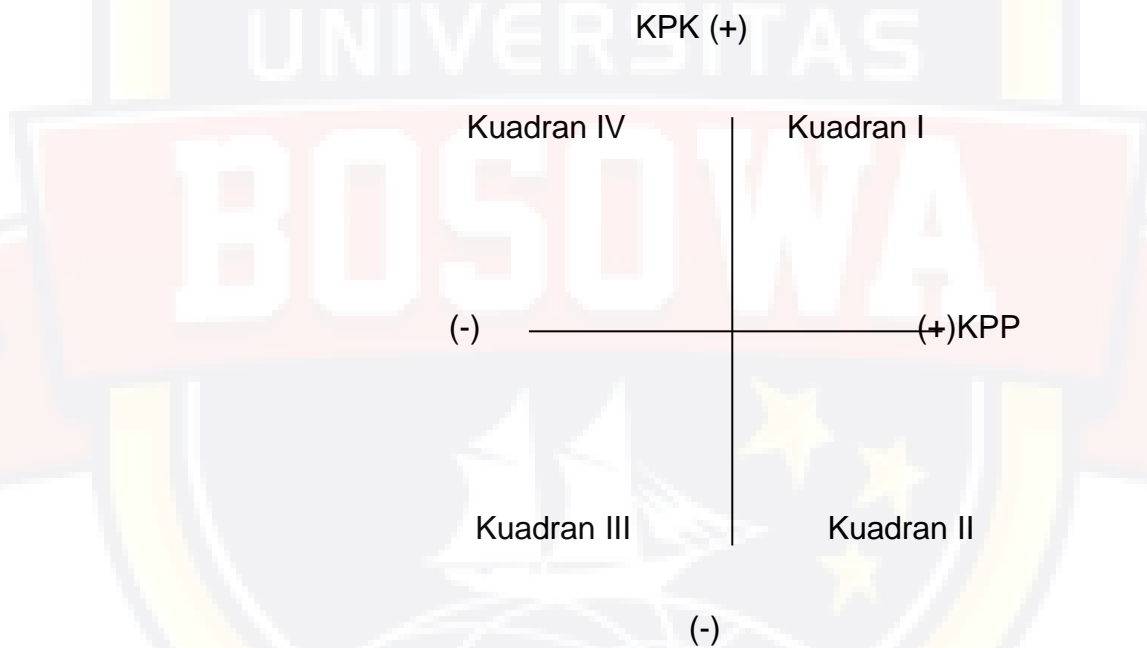 UNIVERSITAS
KPK (+)
BOSOWA
Kuadran IV Kuadran I
(-) (+)KPP
Kuadran III Kuadran II
(-)